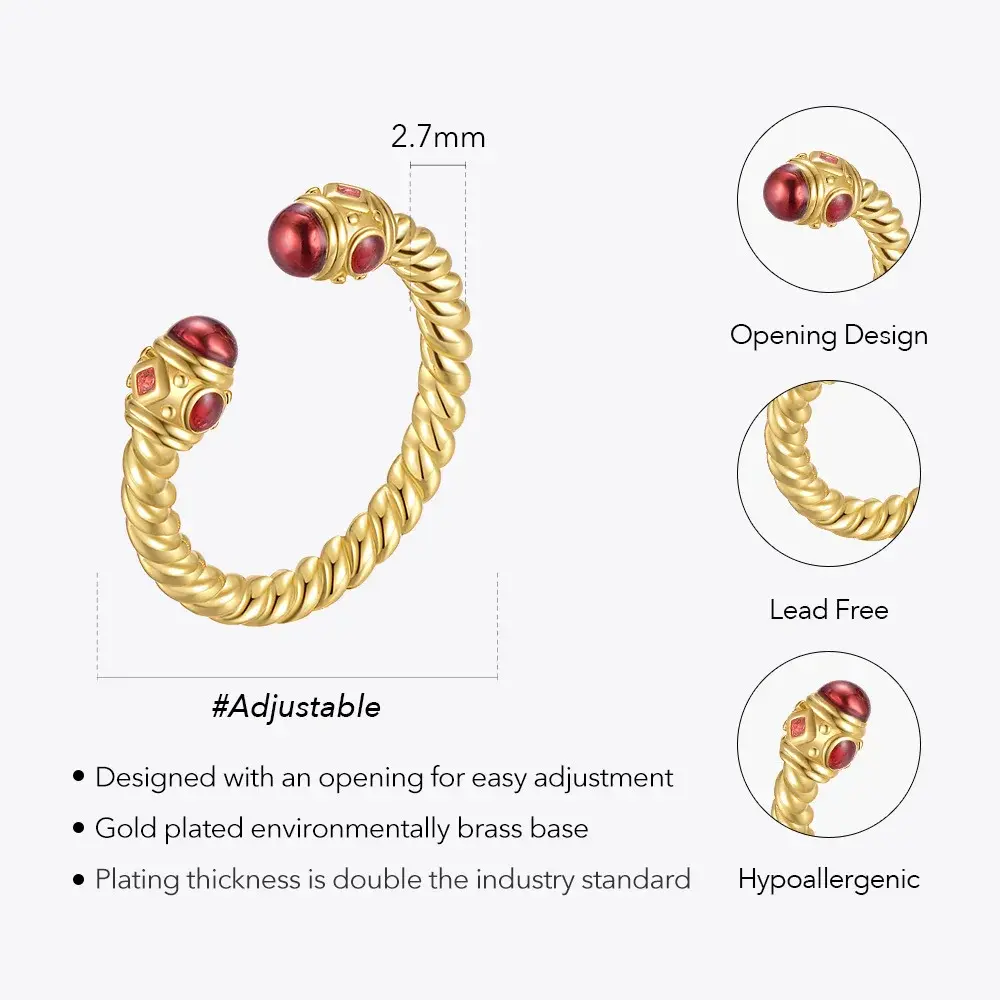 2.7mm
Opening Design
Lead Free
#Adjustable
• Designed with an opening for easy adjustment
• Gold plated environmentally brass base
• Plating thickness is double the industry standard
Hypoallergenic